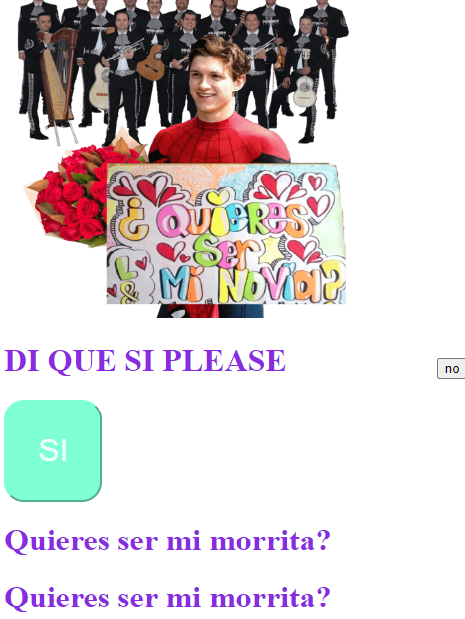 ¿QUIERES
Ser
MI NOVIA?
L
&
DI QUE SI PLEASE
no
SI
Quieres ser mi morrita?
Quieres ser mi morrita?